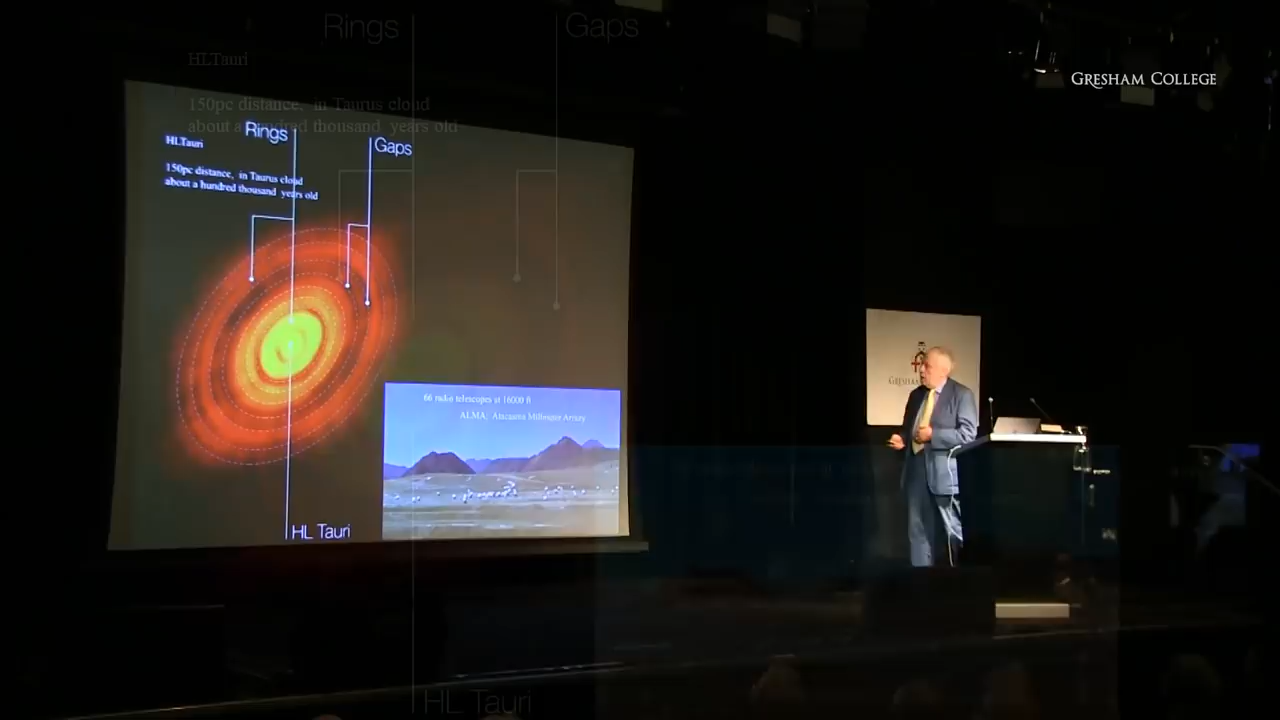 Rings
Gaps
HLTauri
150pc distance, in Taurus cloud
about a hundred thousand years old
HL Tauri
GRESHAM COLLEGE
Rings
Gaps
HLTauri
150pc distance, in Taurus cloud
about a hundred thousand years old
66 radio telescopes at 16000 ft
ALMA: Atacama Millimeter Array
HL Tauri